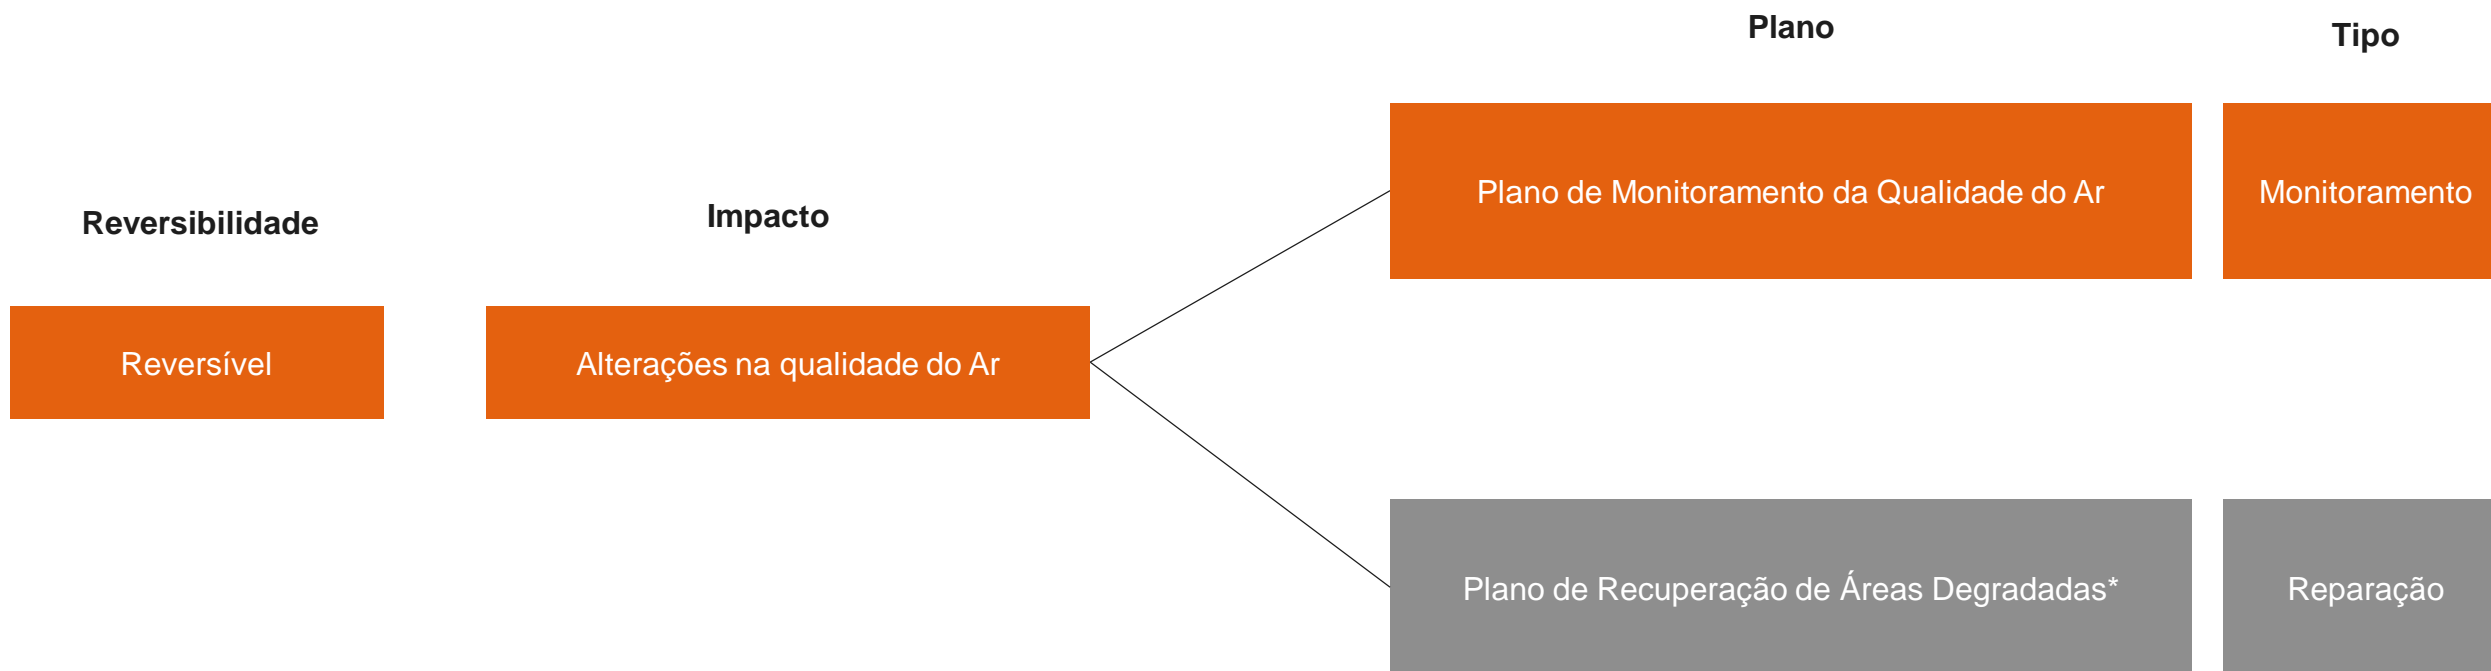 Plano
Tipo
Plano de Monitoramento da Qualidade do Ar
Monitoramento
Reversibilidade
Impacto
Reversível
Alterações na qualidade do Ar
Plano de Recuperação de Áreas Degradadas*
Reparação